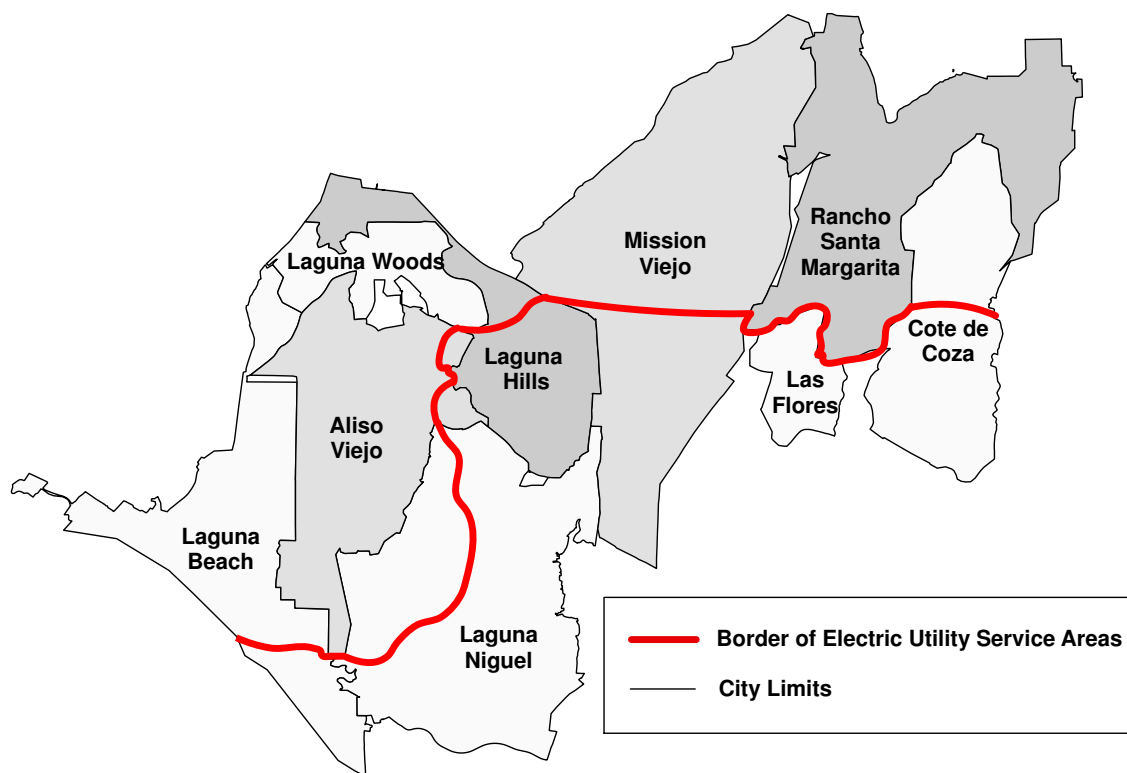 Rancho
Santa
Margarita
Mission
Viejo
Laguna Woods
Cote de
Coza
Laguna
Hills
Las
Flores
Aliso
Viejo
Laguna
Beach
Laguna
Niguel
Border of Electric Utility Service Areas
City Limits